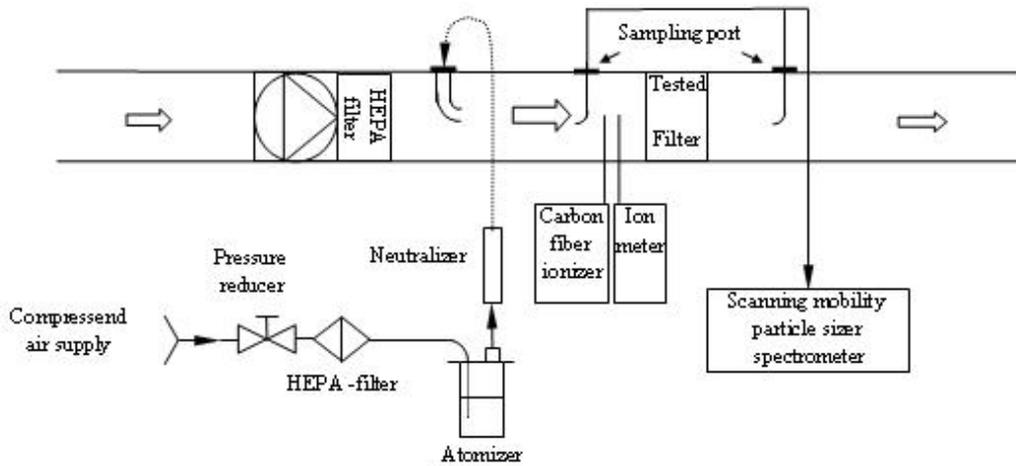 Sampling port
HEPA
filter
Tested
Filter
Carbon
fiber
ionizer
Ion
meter
Neutralizer
Pressure
reducer
Compressend
air supply
HEPA -filter
Atomizer
Scanning mobility
particle sizer
spectrometer